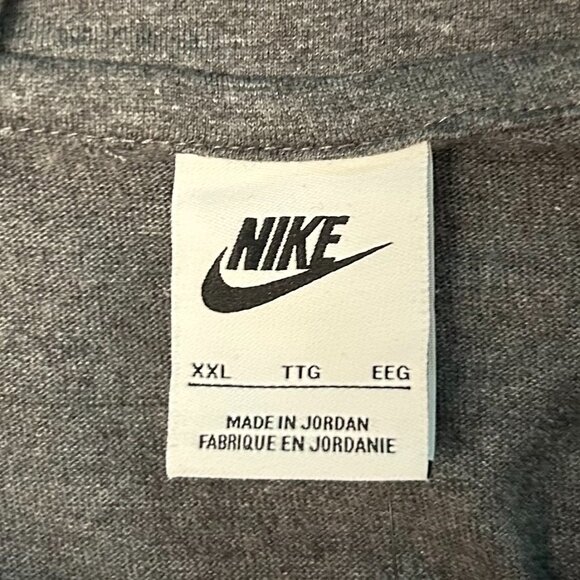 NIKE
XXL TTG EEG
MADE IN JORDAN
FABRIQUE EN JORDANIE